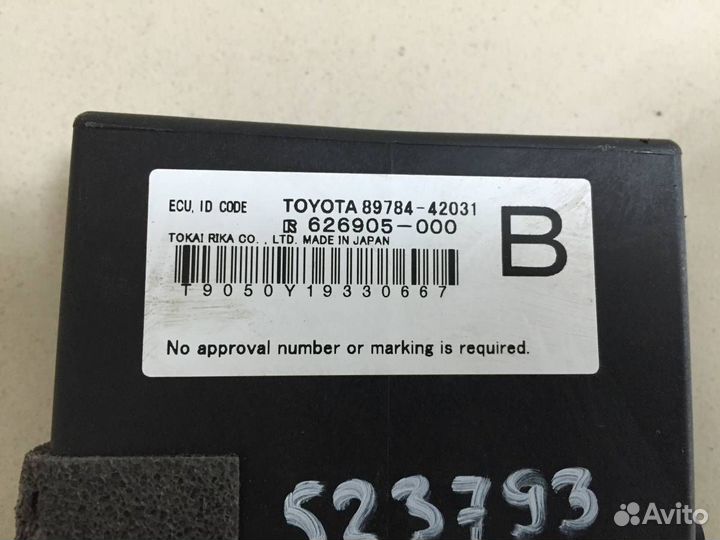 ECU, ID CODE TOYOTA 89784-42031
R 626905-000
TOKAI RIKA CO., LTD. MADE IN JAPAN
B
T9050Y19330667
No approval number or marking is required.
523793
Avito